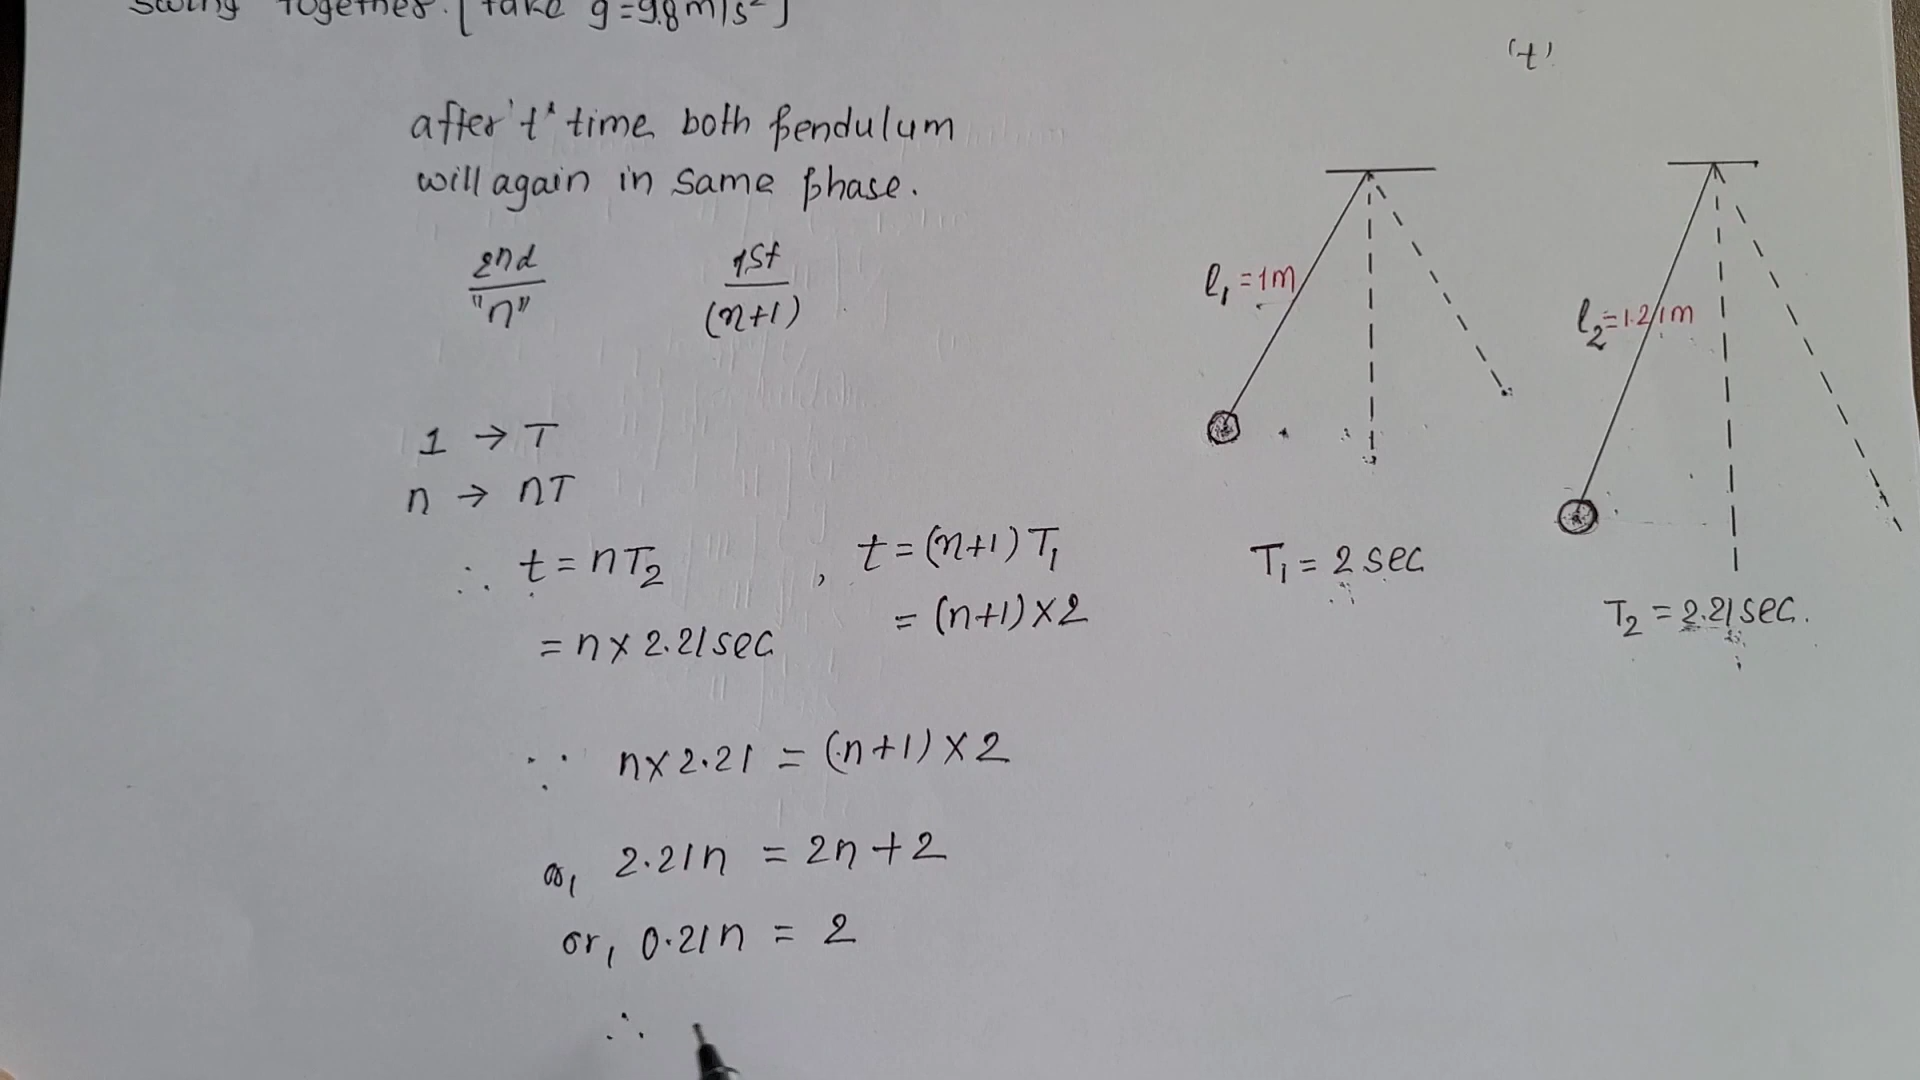 swing together. [take g=9.8m/s²]
(t)
after 't' time both pendulum
will again in same phase.
2nd 1st
"n" (n+1)
l₁ =1m
l₂=1.21m
1 → T
n → nT
∴ t = nT₂ , t = (n+1) T₁
= n x 2.21 sec = (n+1) x 2
T₁ = 2 sec
T₂ = 2.21 sec.
∵ n x 2.21 = (n+1) x 2
or, 2.21n = 2n + 2
or, 0.21n = 2
∴